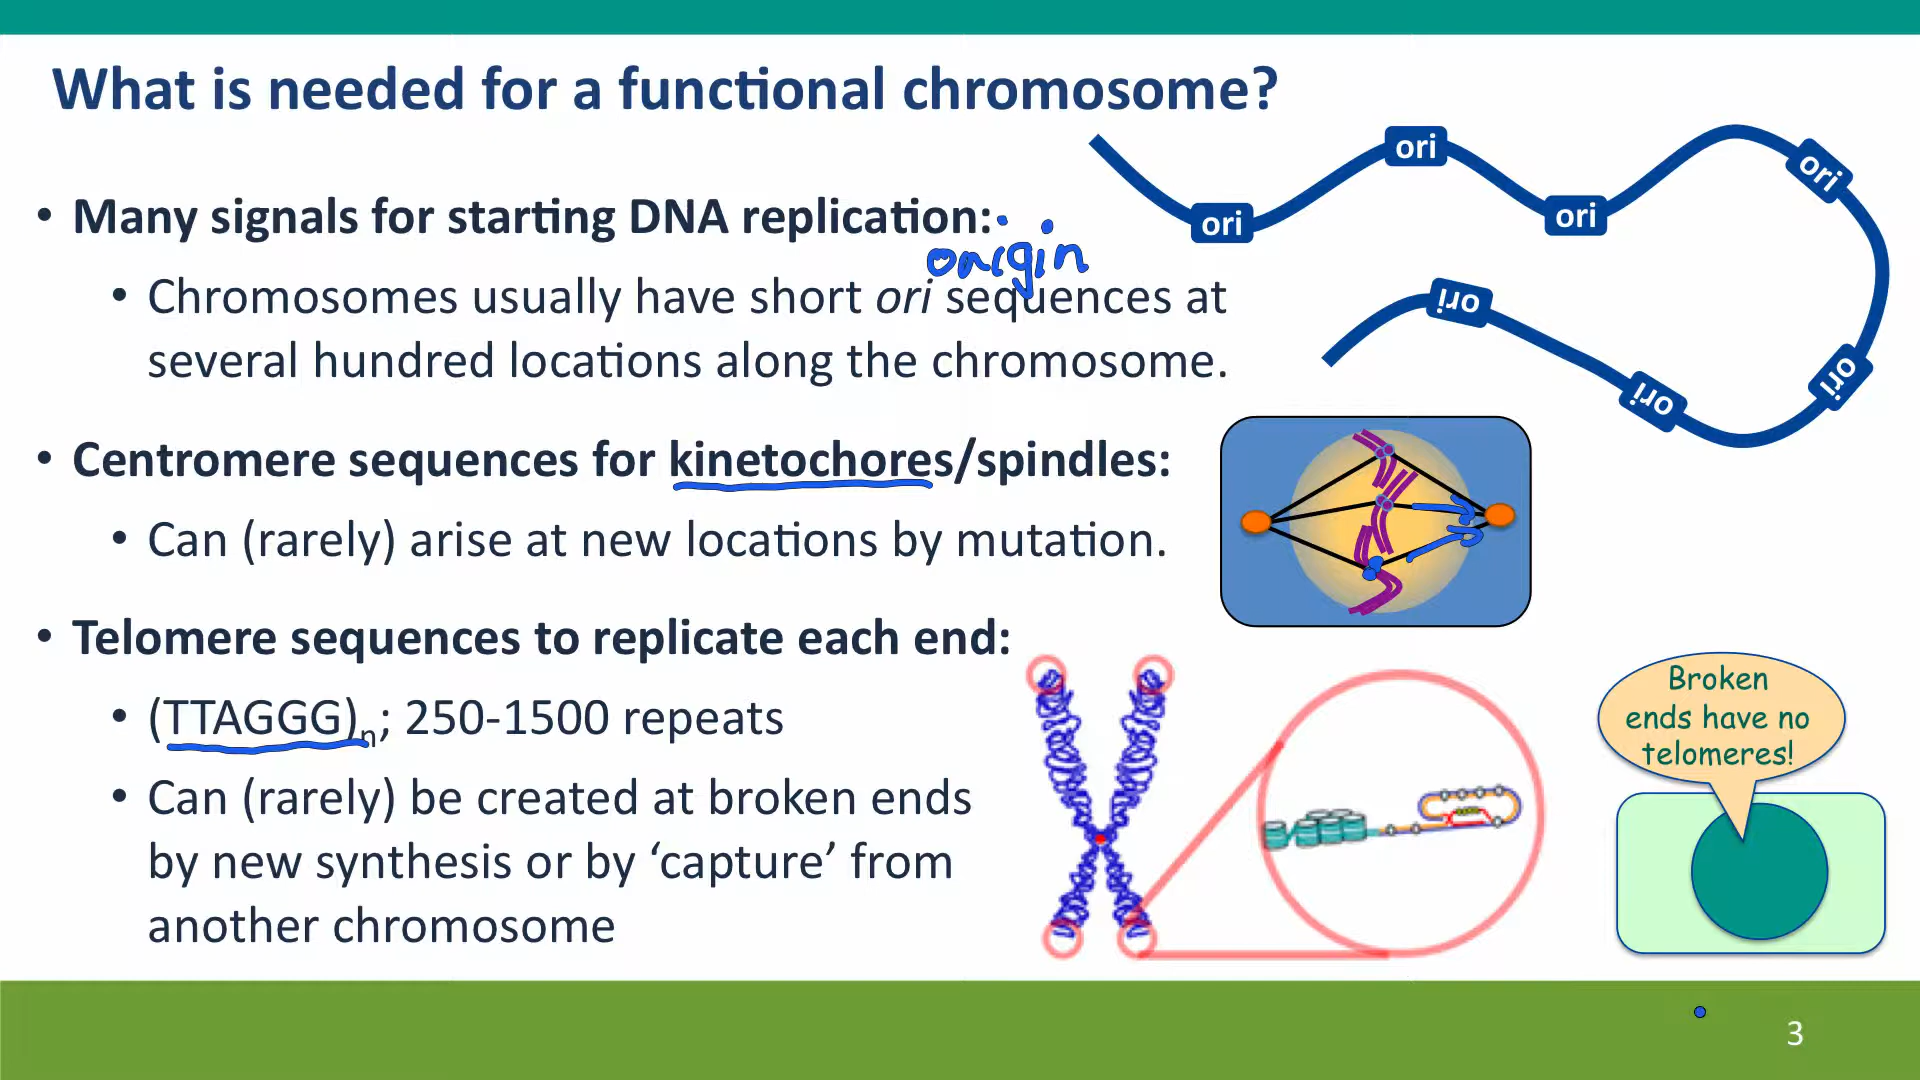 What is needed for a functional chromosome?
• Many signals for starting DNA replication:
origin
• Chromosomes usually have short ori sequences at
several hundred locations along the chromosome.
• Centromere sequences for kinetochores/spindles:
• Can (rarely) arise at new locations by mutation.
• Telomere sequences to replicate each end:
• (TTAGGG)n; 250-1500 repeats
• Can (rarely) be created at broken ends
by new synthesis or by ‘capture’ from
another chromosome
ori
ori
ori
ori
ori
ori
ori
Broken
ends have no
telomeres!
3